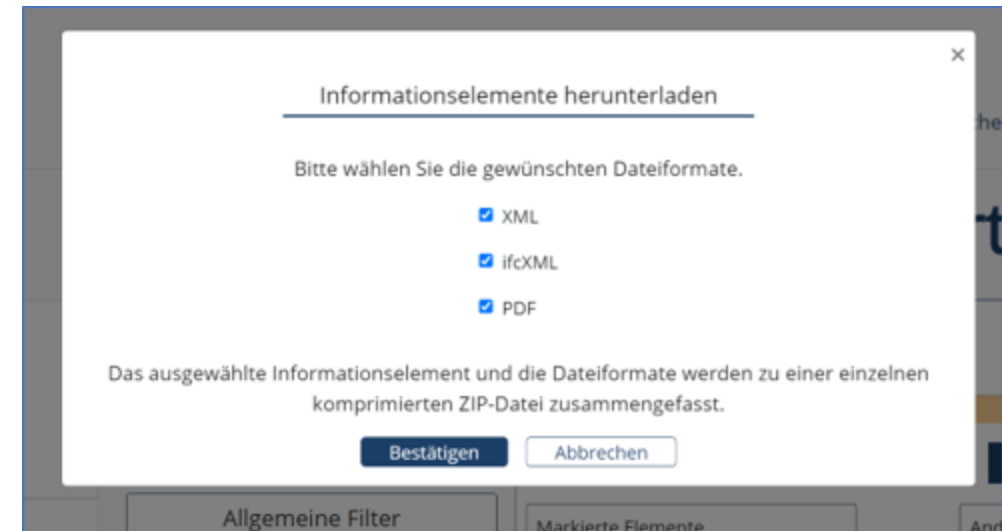 ×
Informationselemente herunterladen
Bitte wählen Sie die gewünschten Dateiformate.
XML
ifcXML
PDF
Das ausgewählte Informationselement und die Dateiformate werden zu einer einzelnen
komprimierten ZIP-Datei zusammengefasst.
Bestätigen Abbrechen
Allgemeine Filter
Markierte Elemente